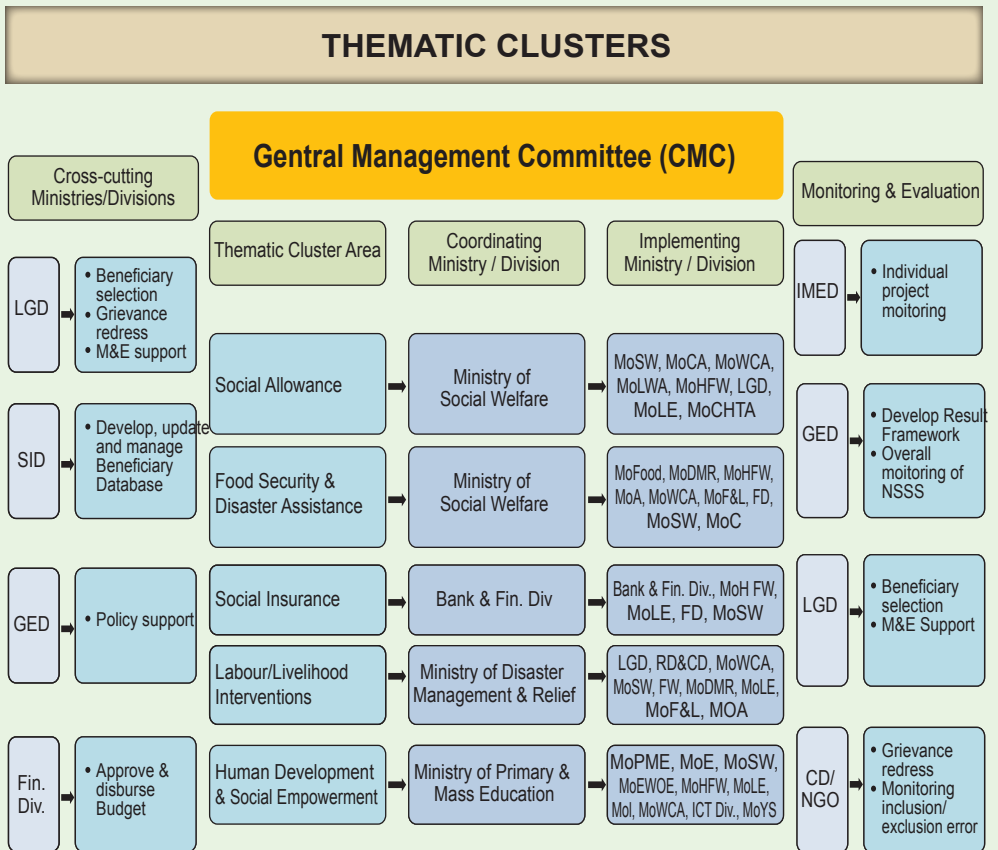 THEMATIC CLUSTERS
Gentral Management Committee (CMC)
Cross-cutting
Ministries/Divisions
LGD
• Beneficiary
selection
• Grievance
redress
• M&E support
SID
• Develop, update
and manage
Beneficiary
Database
GED
• Policy support
Fin.
Div.
• Approve &
disburse
Budget
Thematic Cluster Area
Coordinating
Ministry / Division
Implementing
Ministry / Division
Social Allowance
Ministry of
Social Welfare
MoSW, MoCA, MoWCA,
MoLWA, MoHFW, LGD,
MoLE, MoCHTA
Food Security &
Disaster Assistance
Ministry of
Social Welfare
MoFood, MoDMR, MoHFW,
MoA, MoWCA, MoF&L, FD,
MoSW, MoC
Social Insurance
Bank & Fin. Div
Bank & Fin. Div., MoH FW,
MoLE, FD, MoSW
Labour/Livelihood
Interventions
Ministry of Disaster
Management & Relief
LGD, RD&CD, MoWCA,
MoSW, FW, MoDMR, MoLE,
MoF&L, MOA
Human Development
& Social Empowerment
Ministry of Primary &
Mass Education
MoPME, MoE, MoSW,
MoEWOE, MoHFW, MoLE,
MoI, MoWCA, ICT Div., MoYS
Monitoring & Evaluation
IMED
• Individual
project
moitoring
GED
• Develop Result
Framework
• Overall
moitoring of
NSSS
LGD
• Beneficiary
selection
• M&E Support
CD/
NGO
• Grievance
redress
• Monitoring
inclusion/
exclusion error